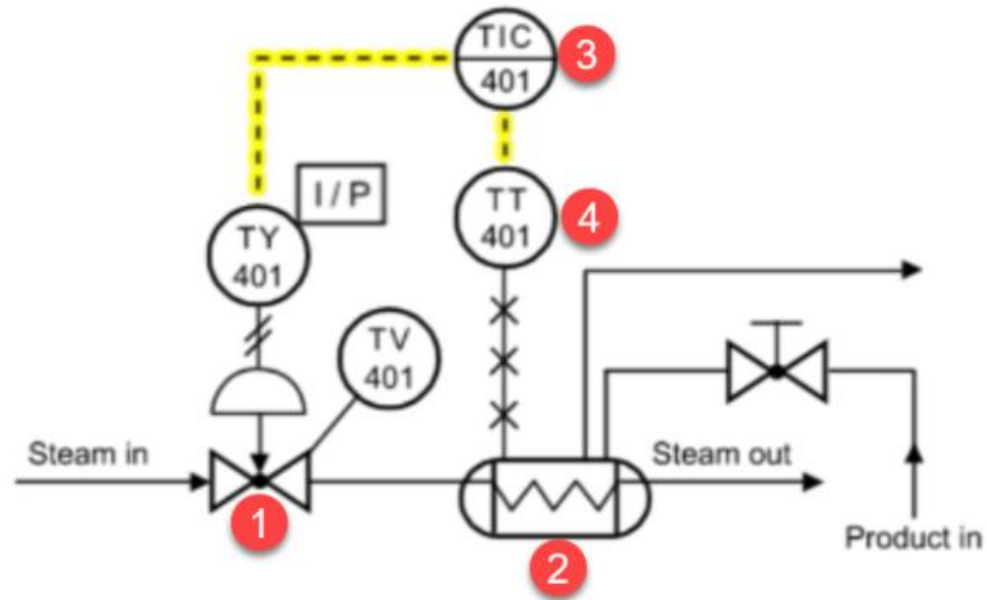 TIC
401
3
I / P
TT
401
4
TY
401
TV
401
Steam in
Steam out
1
Product in
2